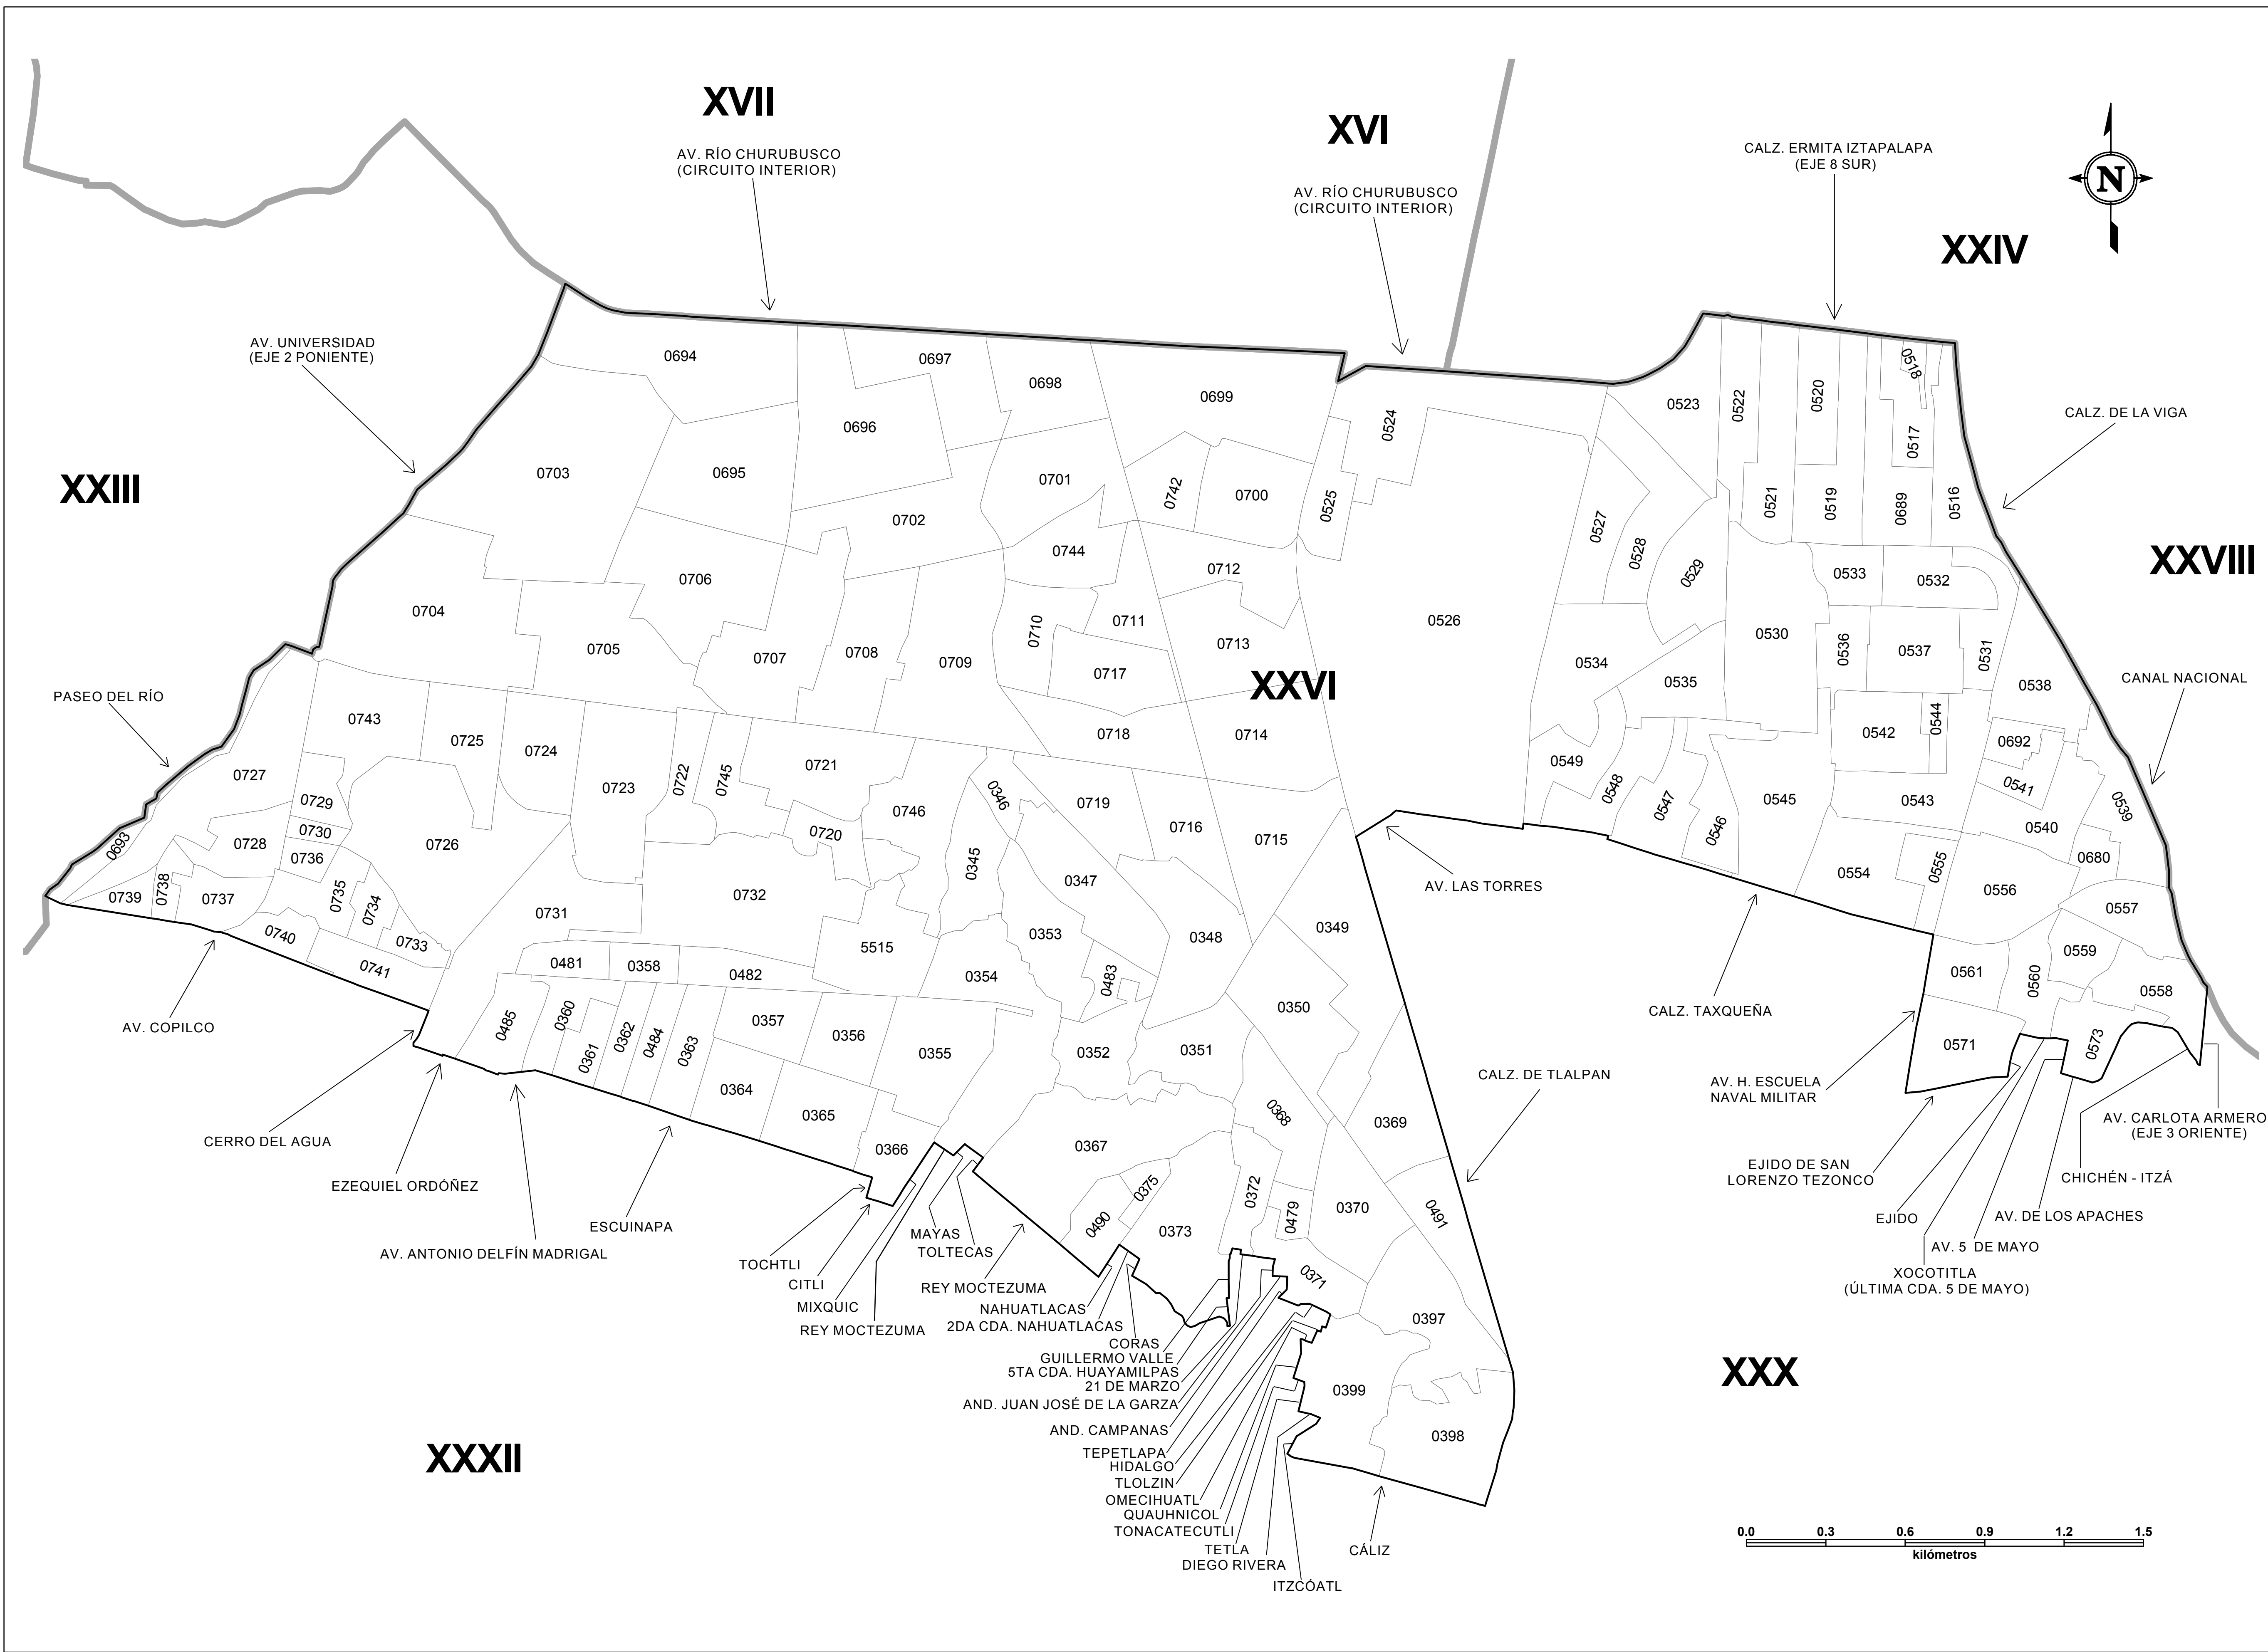 XVII
XVI
AV. RÍO CHURUBUSCO
(CIRCUITO INTERIOR)
AV. RÍO CHURUBUSCO
(CIRCUITO INTERIOR)
CALZ. ERMITA IZTAPALAPA
(EJE 8 SUR)
N
XXIV
AV. UNIVERSIDAD
(EJE 2 PONIENTE)
0694
0697
0698
0699
0696
0695
0703
0701
0742
0700
0702
0524
0525
0523
0522
0520
0518
0517
0521
0519
0689
0516
CALZ. DE LA VIGA
XXIII
XXVIII
0744
0712
0706
0704
0705
0707
0708
0709
0710
0711
0713
0717
0526
0527
0528
0529
0533
0532
0530
0536
0537
0531
0534
0535
0538
XXVI
PASEO DEL RÍO
CANAL NACIONAL
0743
0725
0724
0723
0722
0745
0721
0718
0714
0542
0544
0692
0541
0549
0548
0547
0546
0545
0543
0540
0539
0680
0727
0729
0730
0728
0736
0726
0720
0746
0346
0719
0716
0715
0693
0739
0738
0737
0735
0734
0733
0740
0741
0731
0732
0345
0347
0554
0555
0556
0557
AV. LAS TORRES
5515
0353
0348
0349
0481
0358
0482
0354
0483
0561
0560
0559
0558
AV. COPILCO
CALZ. TAXQUEÑA
0485
0360
0361
0362
0484
0363
0357
0356
0355
0352
0351
0350
0571
0573
CALZ. DE TLALPAN
AV. H. ESCUELA
NAVAL MILITAR
AV. CARLOTA ARMERO
(EJE 3 ORIENTE)
0364
0365
0366
0367
0368
0369
CERRO DEL AGUA
EZEQUIEL ORDÓÑEZ
ESCUINAPA
AV. ANTONIO DELFÍN MADRIGAL
EJIDO DE SAN
LORENZO TEZONCO
CHICHÉN - ITZÁ
EJIDO
AV. DE LOS APACHES
AV. 5 DE MAYO
XOCOTITLA
(ÚLTIMA CDA. 5 DE MAYO)
0375
0490
0373
0372
0479
0370
0491
0371
0397
0399
0398
MAYAS
TOLTECAS
TOCHTLI
CITLI
MIXQUIC
REY MOCTEZUMA
REY MOCTEZUMA
NAHUATLACAS
2DA CDA. NAHUATLACAS
CORAS
GUILLERMO VALLE
5TA CDA. HUAYAMILPAS
21 DE MARZO
AND. JUAN JOSÉ DE LA GARZA
AND. CAMPANAS
TEPETLAPA
HIDALGO
TLOLZIN
OMECIHUATL
QUAUHNICOL
TONACATECUTLI
TETLA
DIEGO RIVERA
ITZCÓATL
CÁLIZ
XXX
XXXII
0.0 0.3 0.6 0.9 1.2 1.5
kilómetros